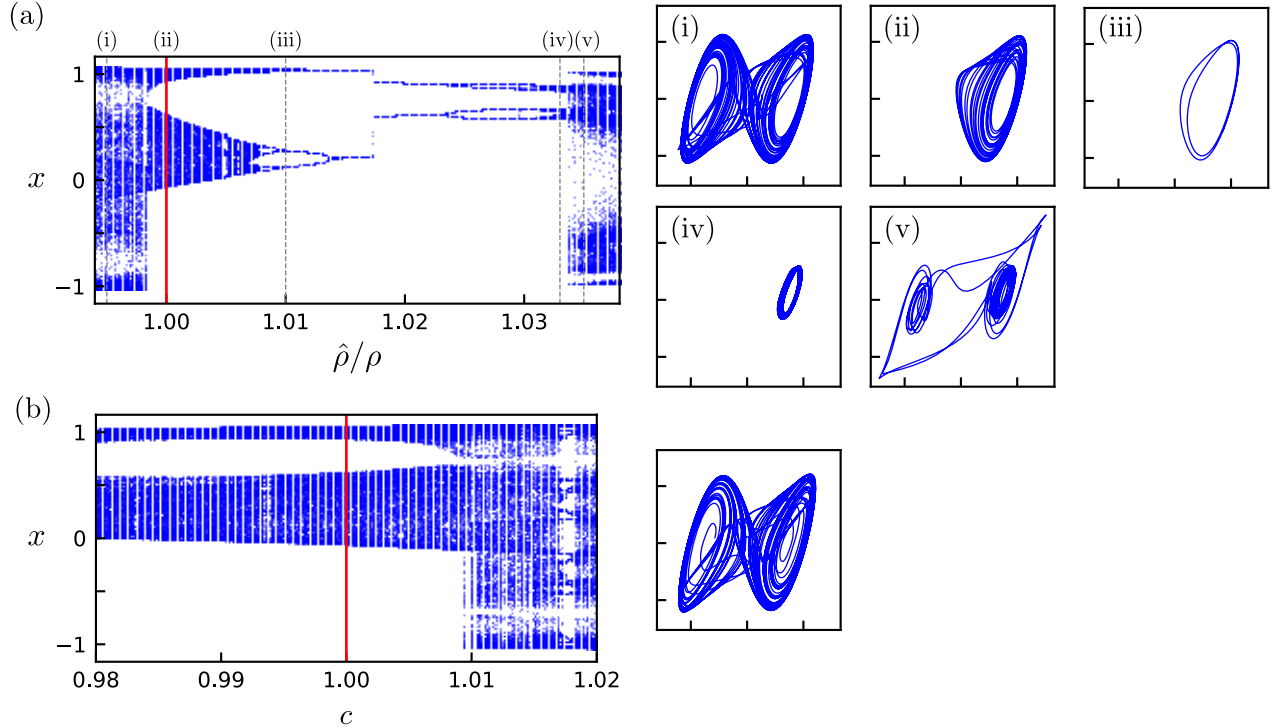 (a)
(i) (ii) (iii) (iv) (v)
1
0
−1
x
1.00 1.01 1.02 1.03
ρ̂/ρ
(i)
(ii)
(iii)
(iv)
(v)
(b)
1
0
−1
x
0.98 0.99 1.00 1.01 1.02
c